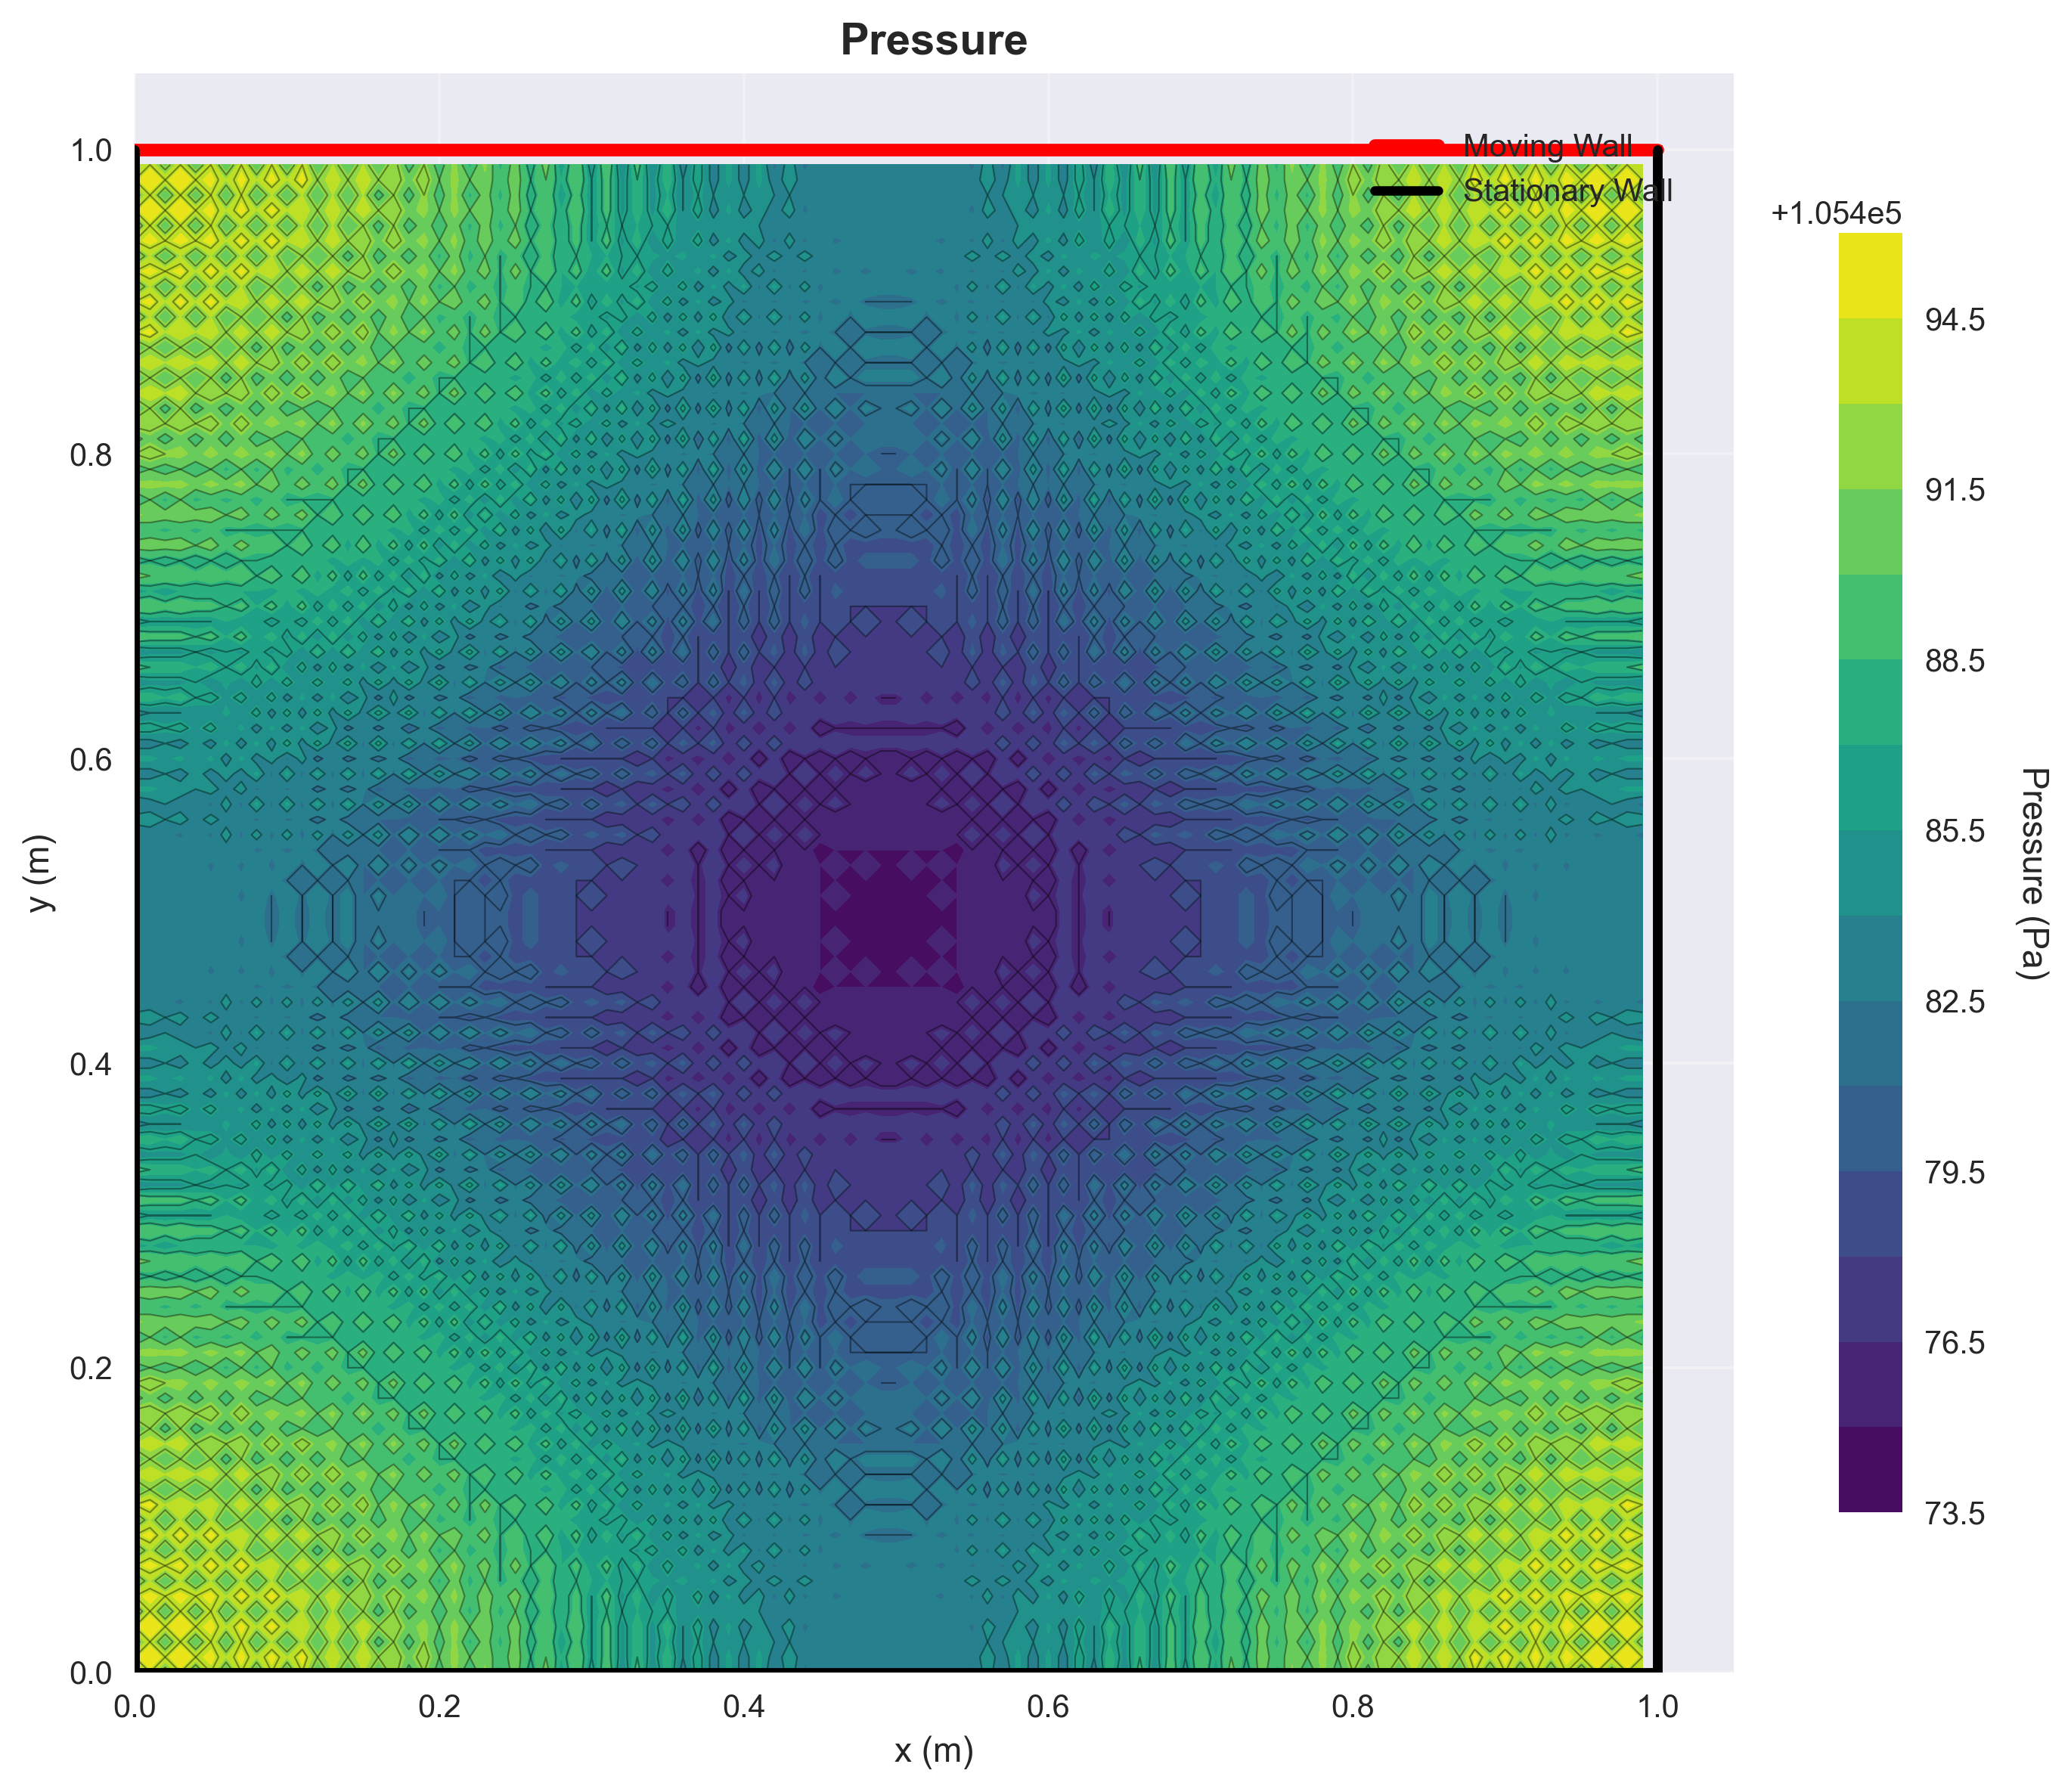 Pressure
Moving Wall
Stationary Wall
+1.054e5
94.5
91.5
88.5
85.5
82.5
79.5
76.5
73.5
Pressure (Pa)
1.0
0.8
0.6
0.4
0.2
0.0
y (m)
0.0 0.2 0.4 0.6 0.8 1.0
x (m)